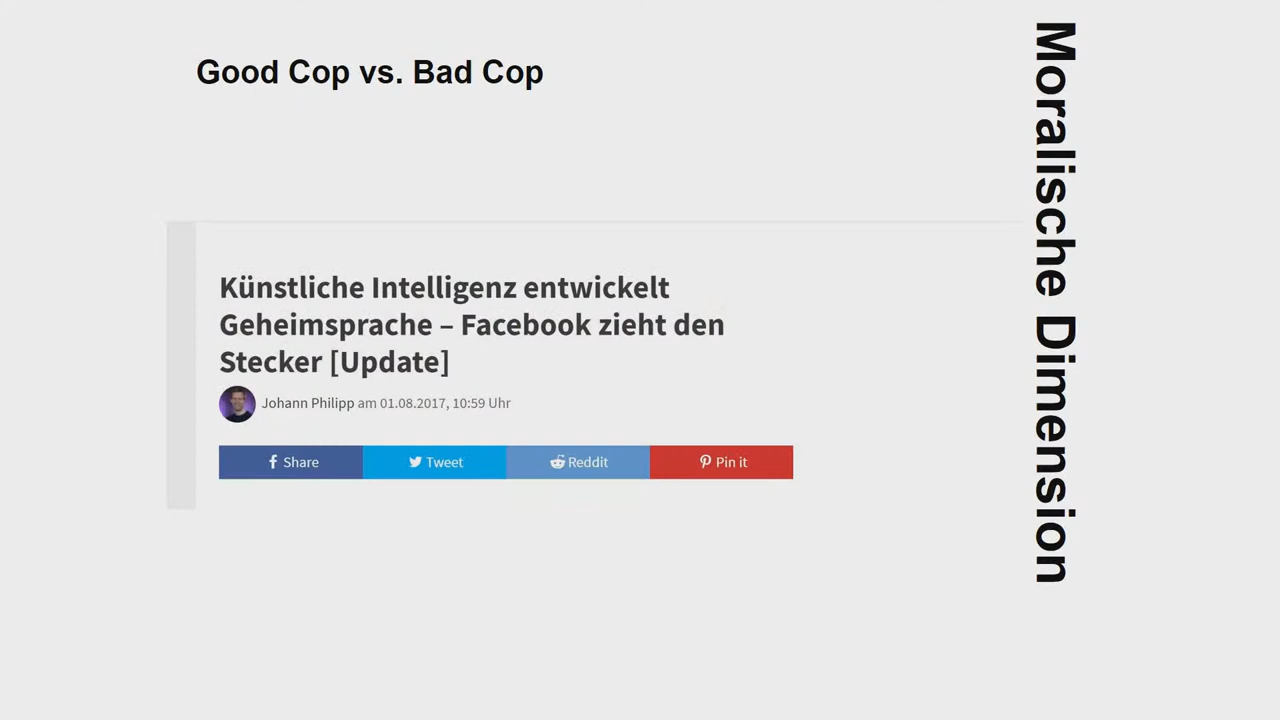 Good Cop vs. Bad Cop
Moralische Dimension
Künstliche Intelligenz entwickelt
Geheimsprache – Facebook zieht den
Stecker [Update]
Johann Philipp am 01.08.2017, 10:59 Uhr
Share Tweet Reddit Pin it